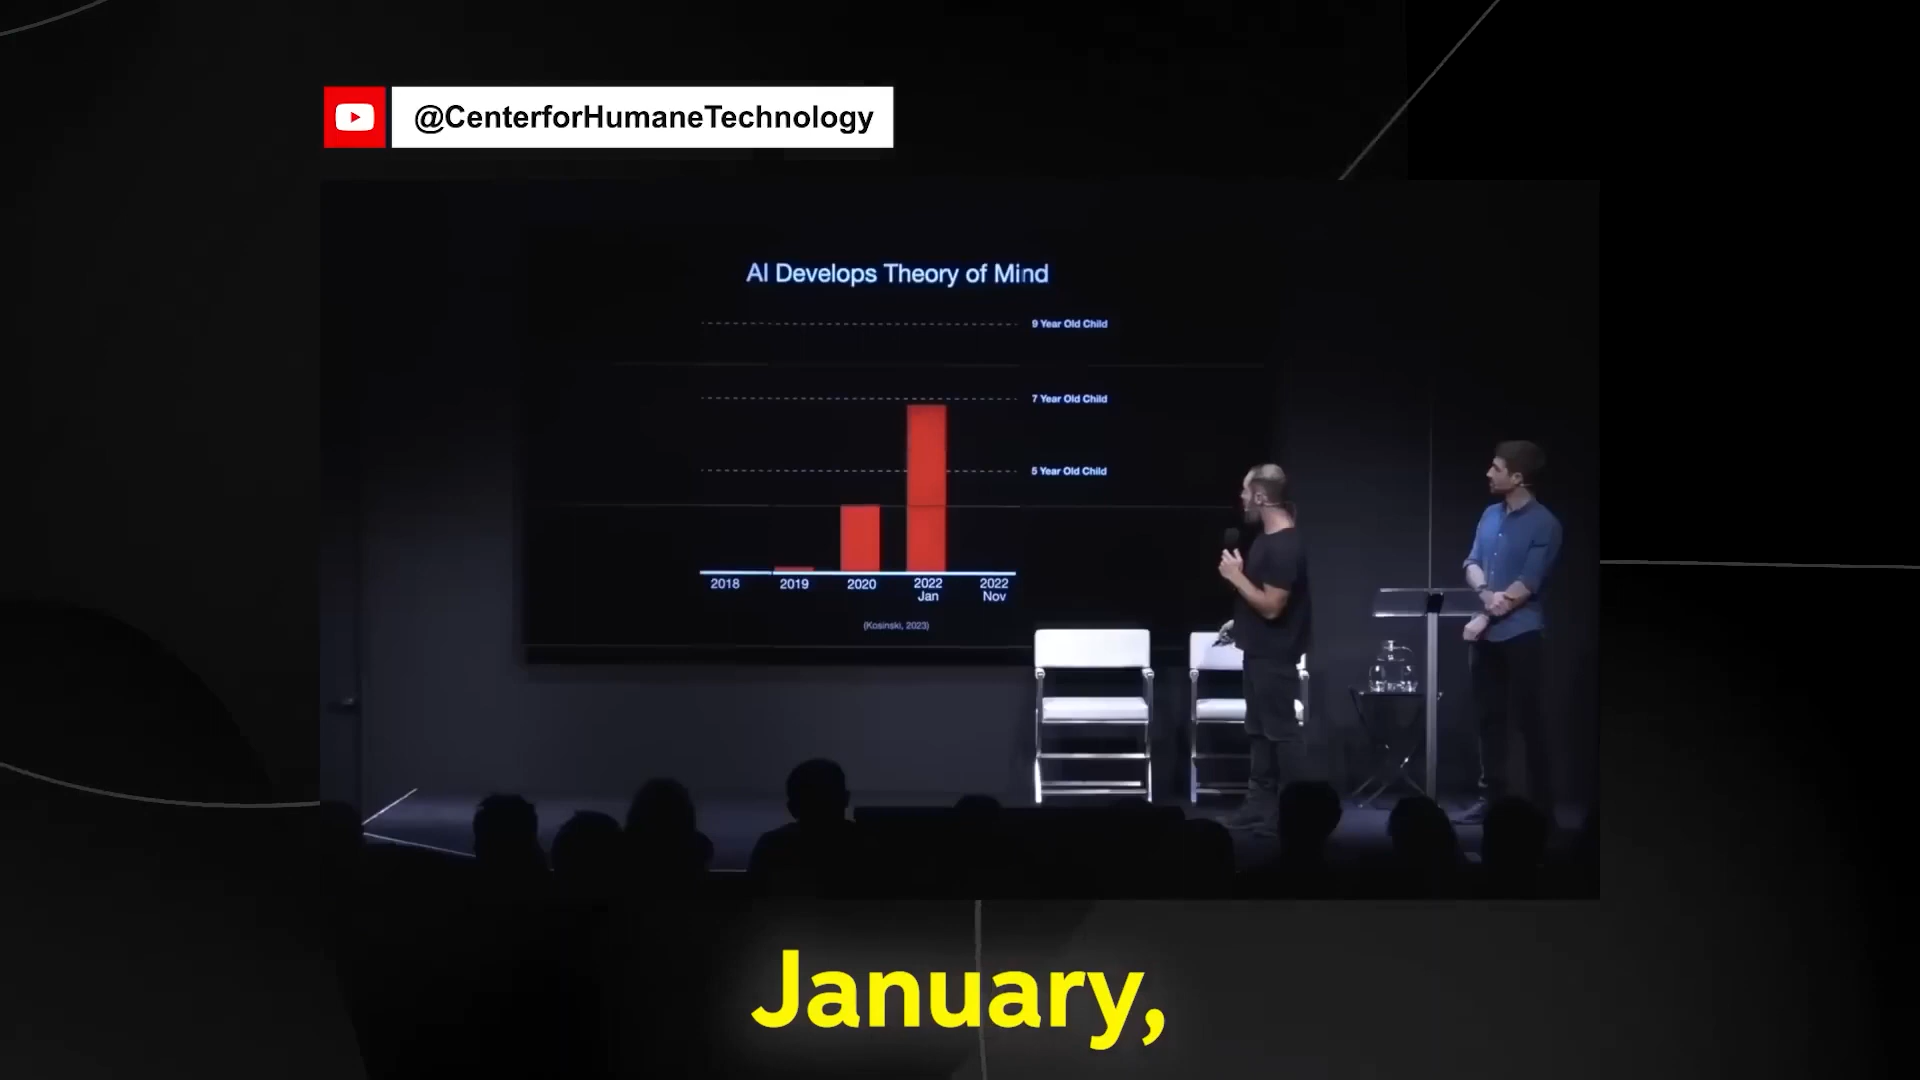 @CenterforHumaneTechnology
AI Develops Theory of Mind
9 Year Old Child
7 Year Old Child
5 Year Old Child
2018 2019 2020 2022 2022
Jan Nov
(Kosinski, 2023)
January,